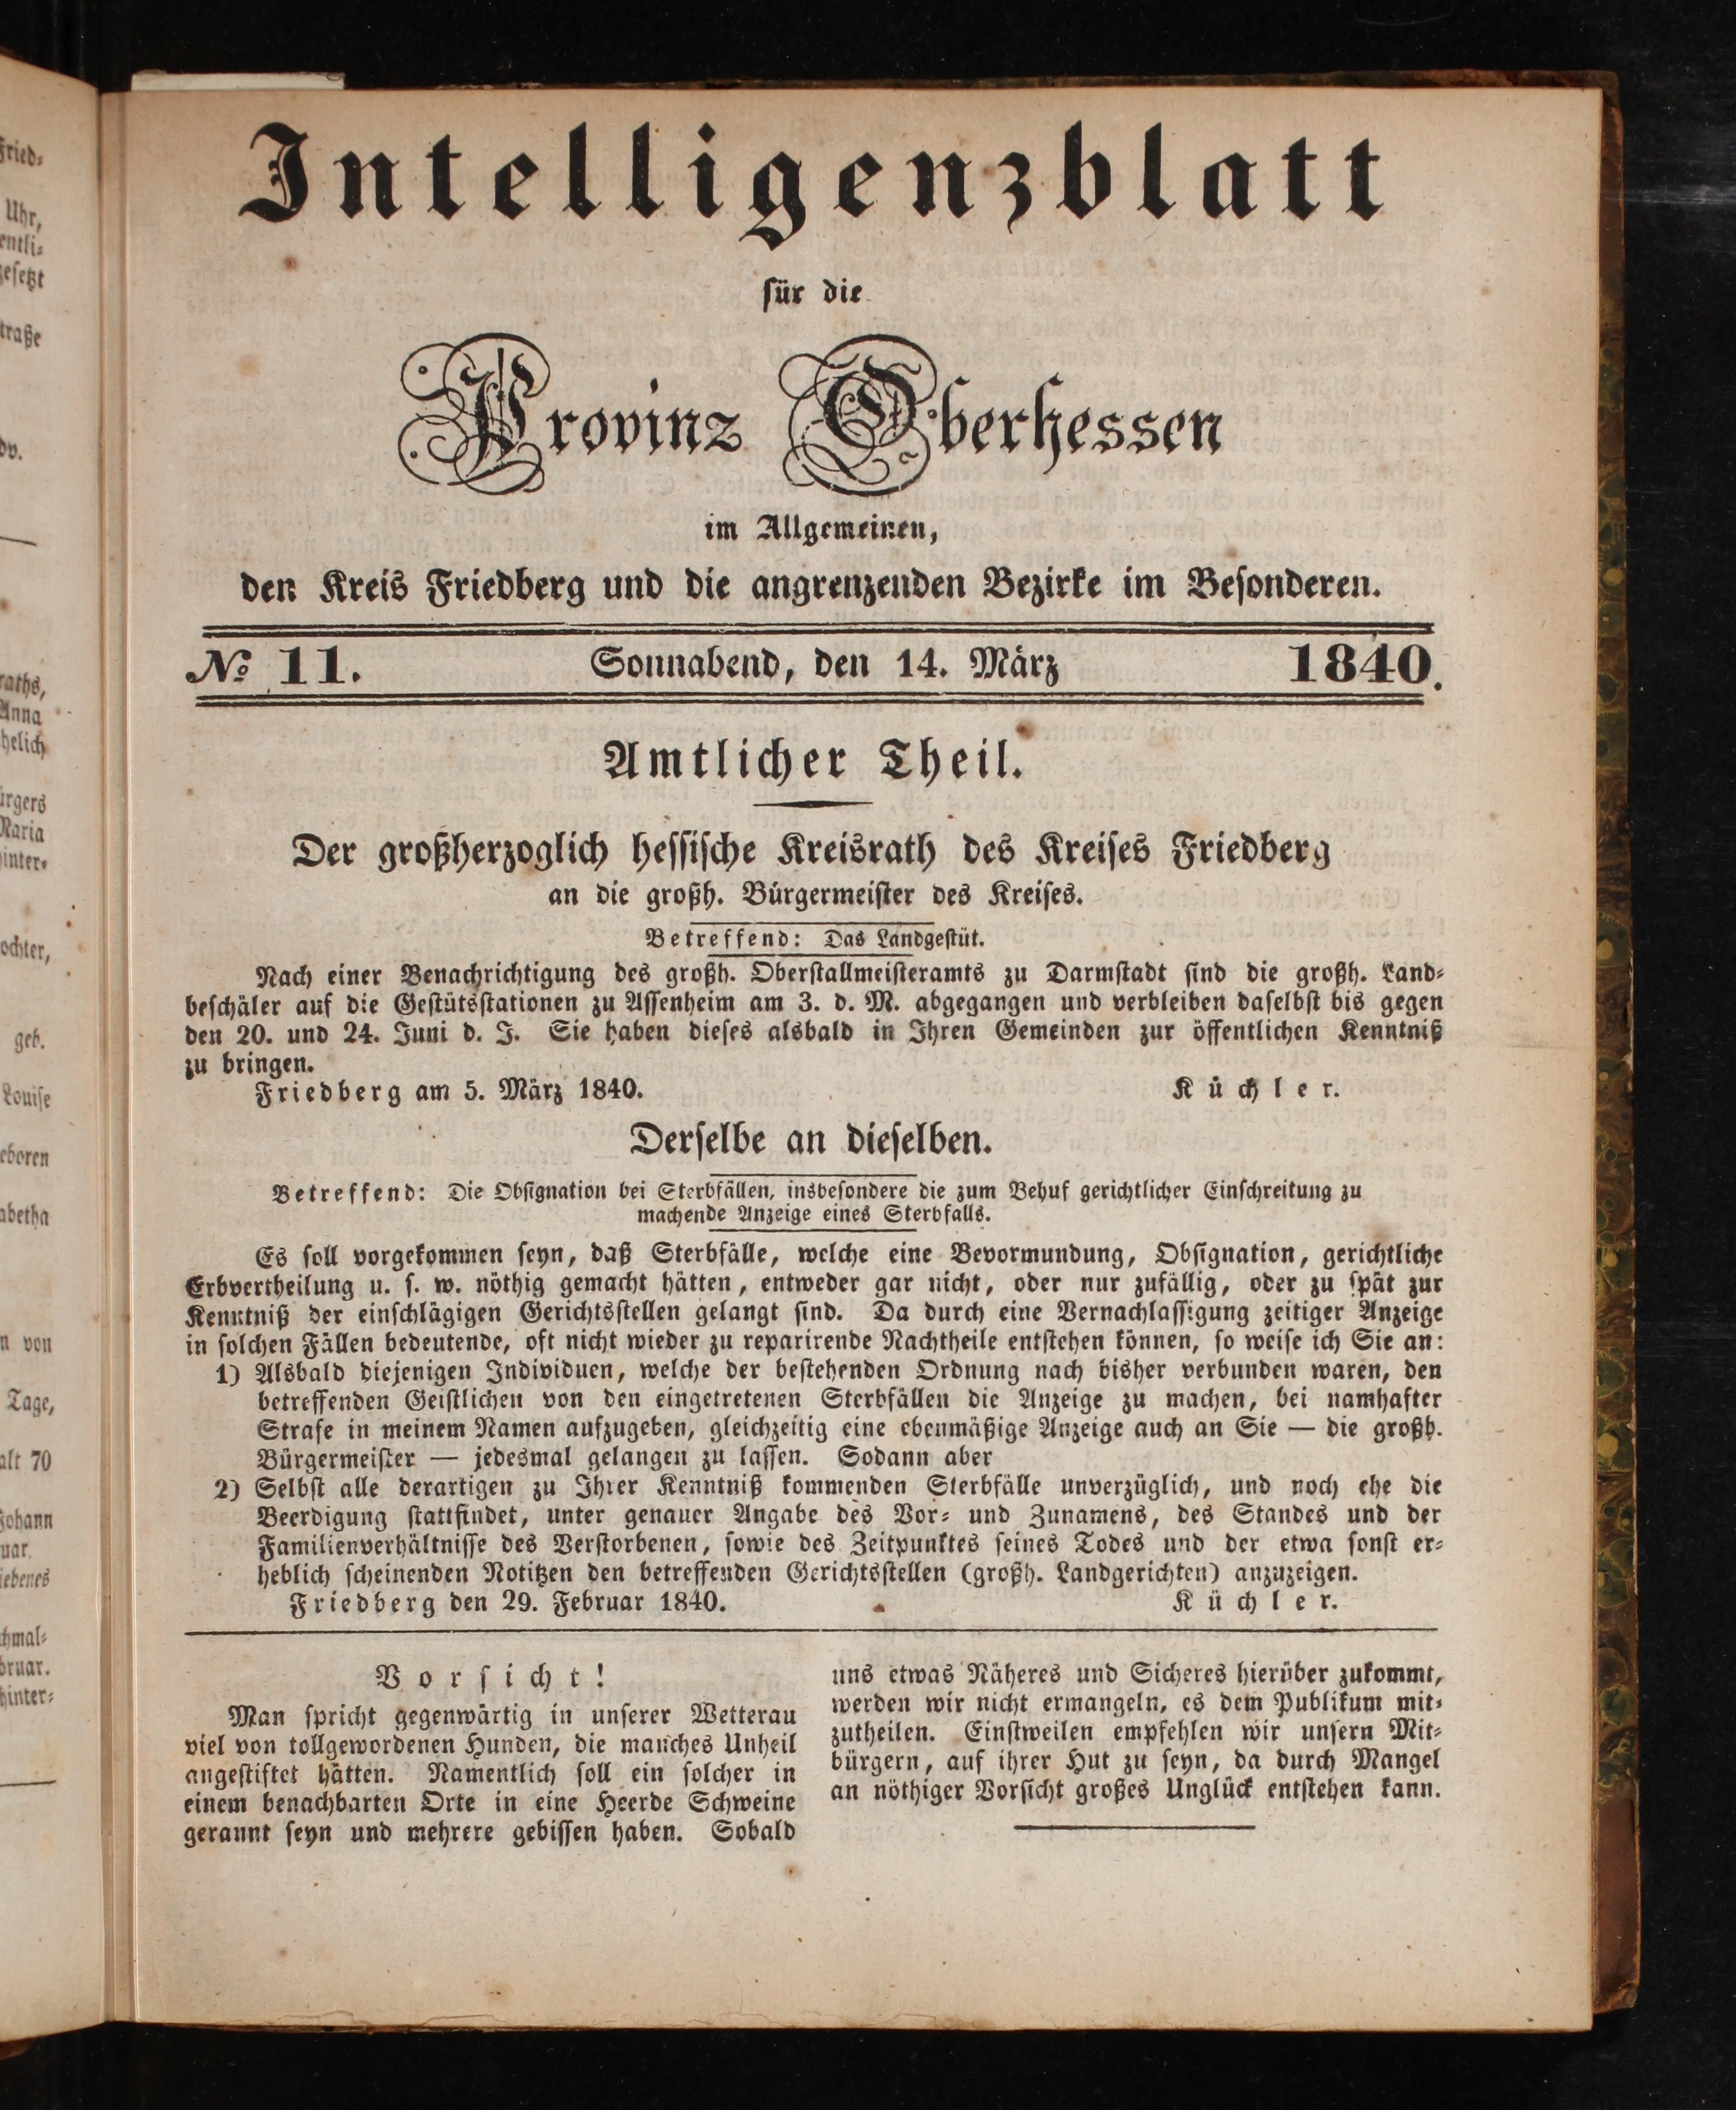 Intelligenzblatt
für die
Provinz Oberhessen
im Allgemeinen,
den Kreis Friedberg und die angrenzenden Bezirke im Besonderen.
№ 11. Sonnabend, den 14. März 1840.
Amtlicher Theil.
Der großherzoglich hessische Kreisrath des Kreises Friedberg
an die großh. Bürgermeister des Kreises.
Betreffend: Das Landgestüt.
Nach einer Benachrichtigung des großh. Oberstallmeisteramts zu Darmstadt sind die großh. Land-
beschäler auf die Gestütsstationen zu Assenheim am 3. d. M. abgegangen und verbleiben daselbst bis gegen
den 20. und 24. Juni d. J. Sie haben dieses alsbald in Ihren Gemeinden zur öffentlichen Kenntniß
zu bringen.
Friedberg am 5. März 1840. Küchler.
Derselbe an dieselben.
Betreffend: Die Obsignation bei Sterbfällen, insbesondere die zum Behuf gerichtlicher Einschreitung zu
machende Anzeige eines Sterbfalls.
Es soll vorgekommen seyn, daß Sterbfälle, welche eine Bevormundung, Obsignation, gerichtliche
Erbvertheilung u. s. w. nöthig gemacht hätten, entweder gar nicht, oder nur zufällig, oder zu spät zur
Kenntniß der einschlägigen Gerichtsstellen gelangt sind. Da durch eine Vernachlassigung zeitiger Anzeige
in solchen Fällen bedeutende, oft nicht wieder zu reparirende Nachtheile entstehen können, so weise ich Sie an:
1) Alsbald diejenigen Individuen, welche der bestehenden Ordnung nach bisher verbunden waren, den
betreffenden Geistlichen von den eingetretenen Sterbfällen die Anzeige zu machen, bei namhafter
Strafe in meinem Namen aufzugeben, gleichzeitig eine ebenmäßige Anzeige auch an Sie — die großh.
Bürgermeister — jedesmal gelangen zu lassen. Sodann aber
2) Selbst alle derartigen zu Ihrer Kenntniß kommenden Sterbfälle unverzüglich, und noch ehe die
Beerdigung stattfindet, unter genauer Angabe des Vor- und Zunamens, des Standes und der
Familienverhältnisse des Verstorbenen, sowie des Zeitpunktes seines Todes und der etwa sonst er-
heblich scheinenden Notitzen den betreffenden Gerichtsstellen (großh. Landgerichten) anzuzeigen.
Friedberg den 29. Februar 1840. Küchler.
Vorsicht!
Man spricht gegenwärtig in unserer Wetterau
viel von tollgewordenen Hunden, die manches Unheil
angestiftet hätten. Namentlich soll ein solcher in
einem benachbarten Orte in eine Heerde Schweine
gerannt seyn und mehrere gebissen haben. Sobald
uns etwas Näheres und Sicheres hierüber zukommt,
werden wir nicht ermangeln, es dem Publikum mit-
zutheilen. Einstweilen empfehlen wir unsern Mit-
bürgern, auf ihrer Hut zu seyn, da durch Mangel
an nöthiger Vorsicht großes Unglück entstehen kann.